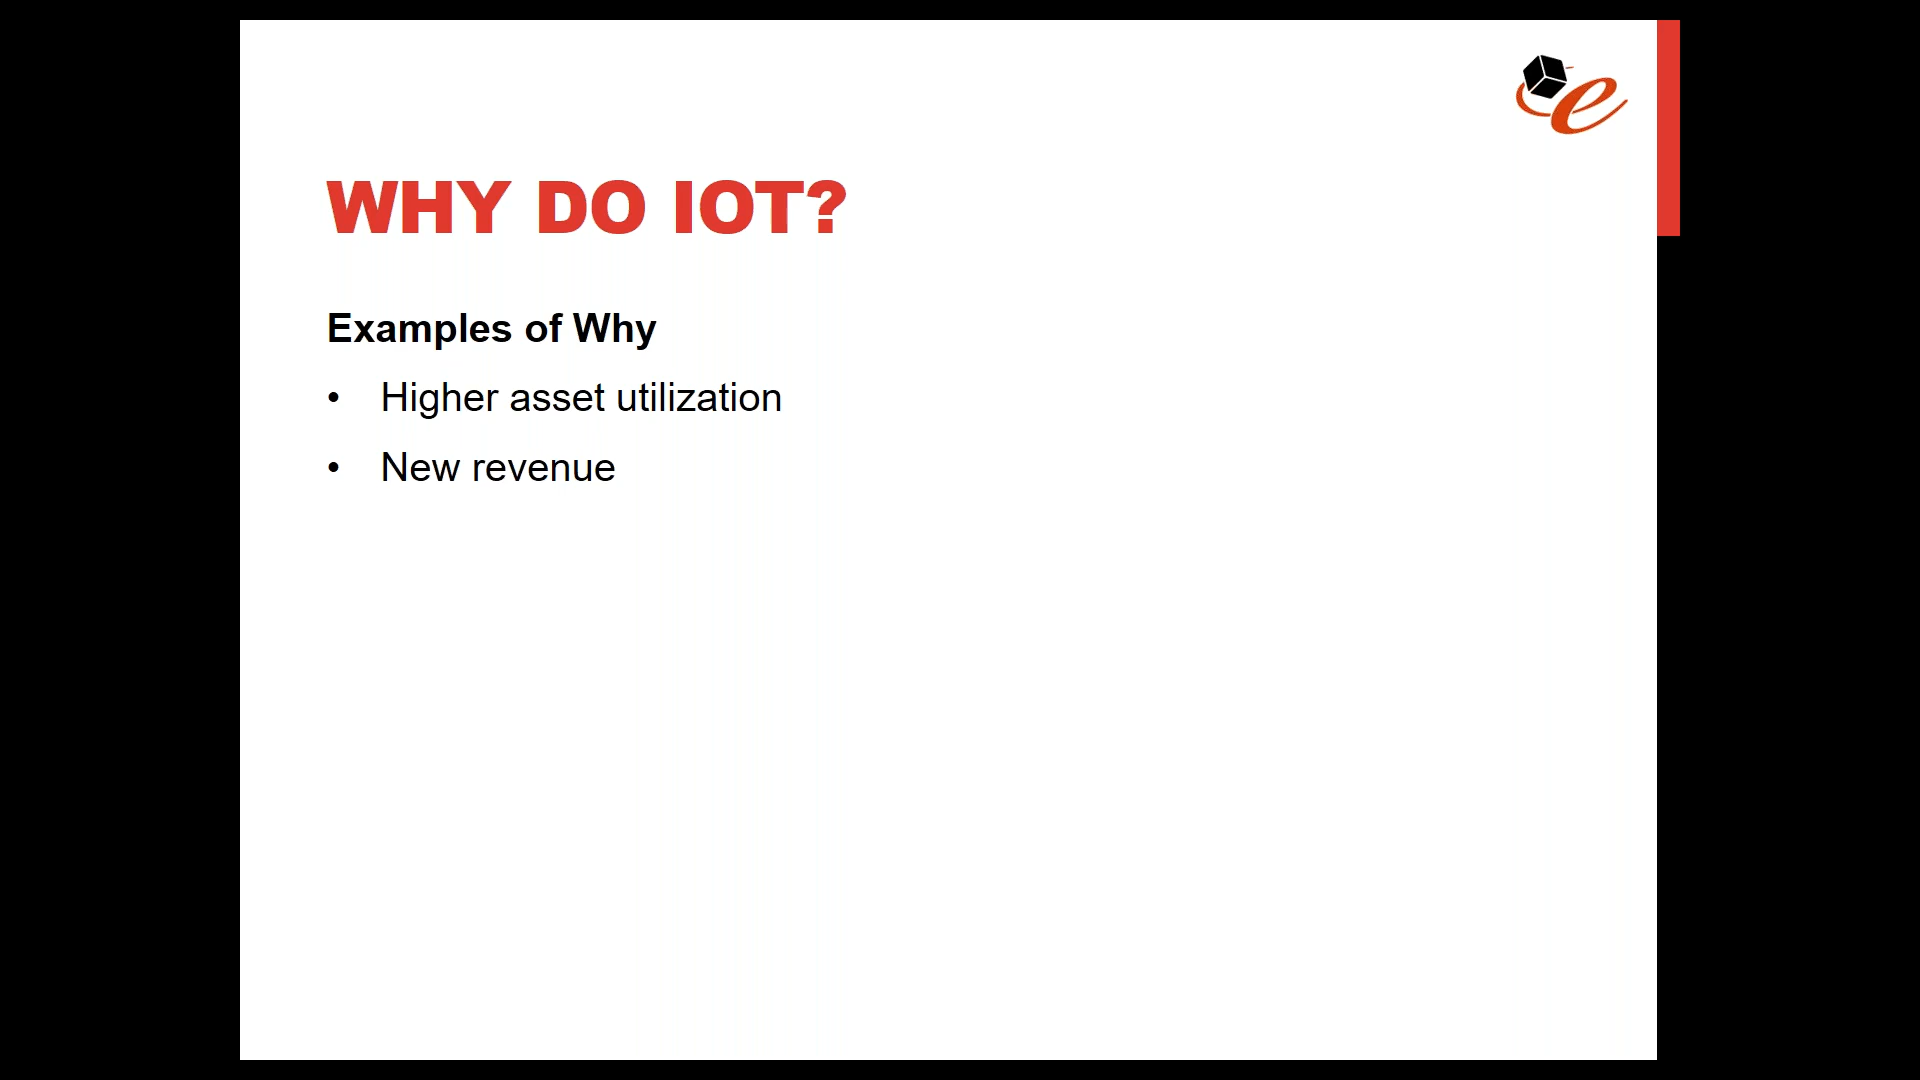 WHY DO IOT?
Examples of Why
• Higher asset utilization
• New revenue
e